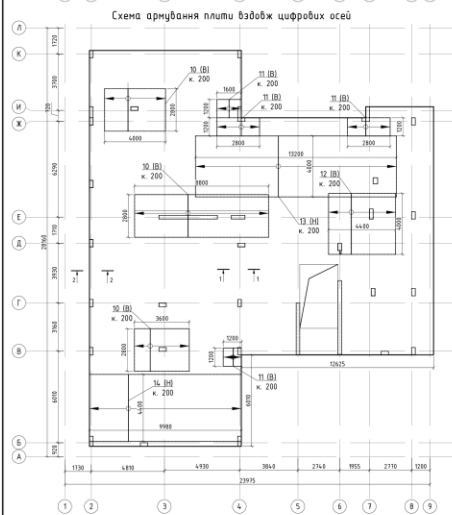 Схема армування плити вздовж цифрових осей
Л
К
И
Ж
Е
Д
Г
В
Б
А
1720
3700
120
6290
1710
28160
3930
3160
6010
920
10 (В)
к. 200
2800
4000
1600
11 (В)
к. 200
1200
1200
11 (В)
к. 200
2800
11 (В)
к. 200
1200
2800
13200
4000
10 (В)
к. 200
8800
2800
12 (В)
к. 200
4400
4000
13 (Н)
к. 200
2
2
1
1
10 (В)
к. 200
3600
2800
1200
1200
11 (В)
к. 200
12625
6010
14 (Н)
к. 200
4400
9980
1730
4810
4930
3840
2740
1955
2770
1200
23975
1
2
3
4
5
6
7
8
9